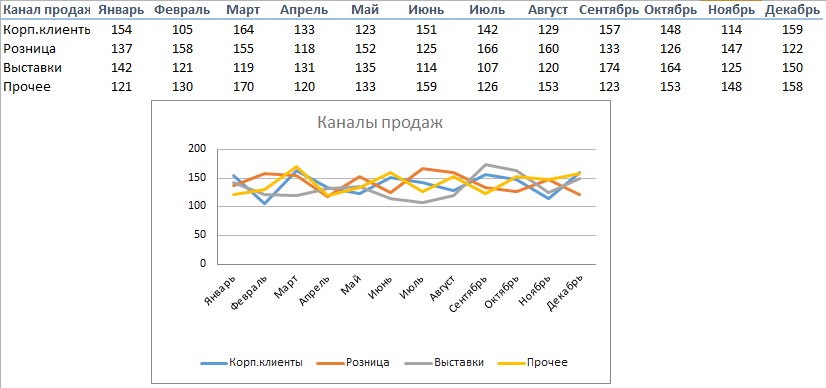 Канал продаж Январь Февраль Март Апрель Май Июнь Июль Август Сентябрь Октябрь Ноябрь Декабрь
Корп.клиенты 154 105 164 133 123 151 142 129 157 148 114 159
Розница 137 158 155 118 152 125 166 160 133 126 147 122
Выставки 142 121 119 131 135 114 107 120 174 164 125 150
Прочее 121 130 170 120 133 159 126 153 123 153 148 158
Каналы продаж
200
150
100
50
0
Январь Февраль Март Апрель Май Июнь Июль Август Сентябрь Октябрь Ноябрь Декабрь
Корп.клиенты Розница Выставки Прочее